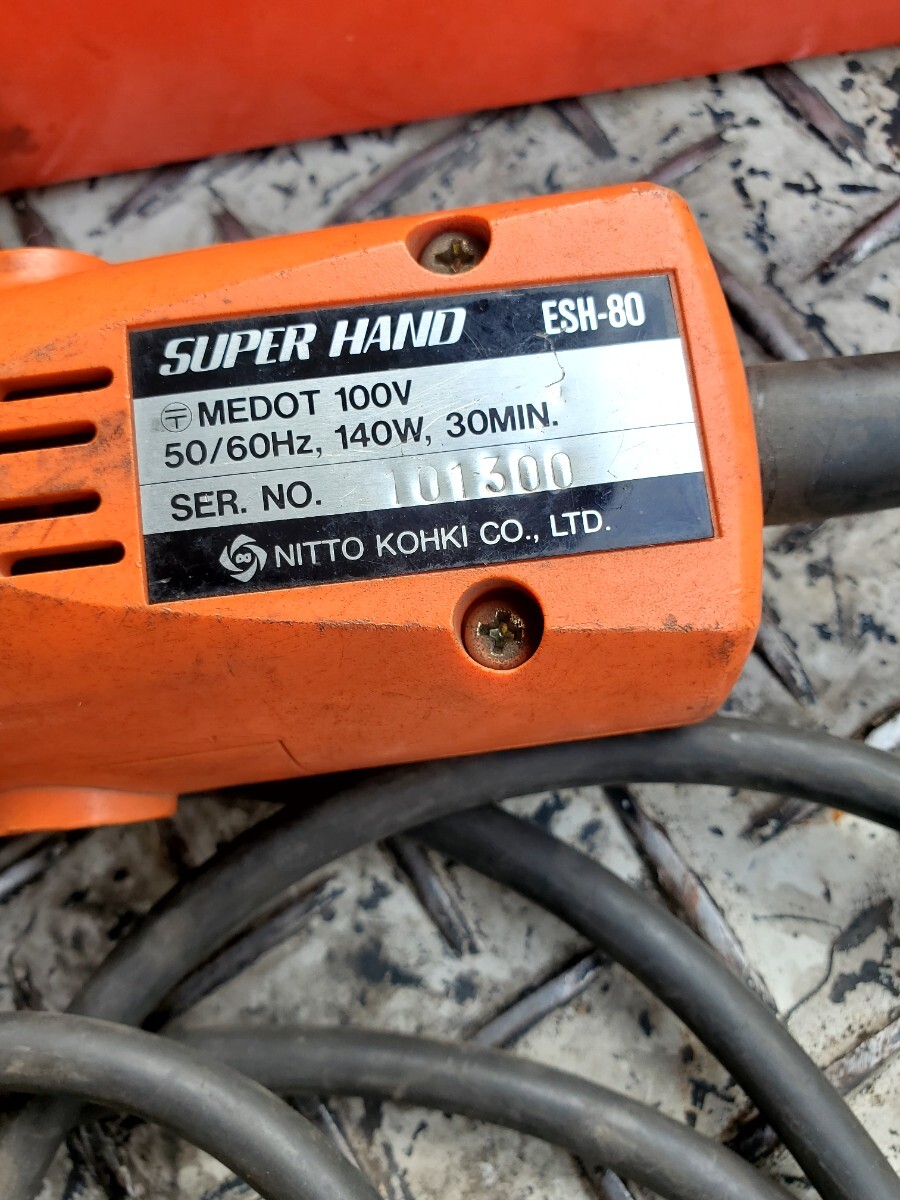 SUPER HAND ESH-80
〒 MEDOT 100V
50/60Hz, 140W, 30MIN.
SER. NO. 101300
NITTO KOHKI CO., LTD.